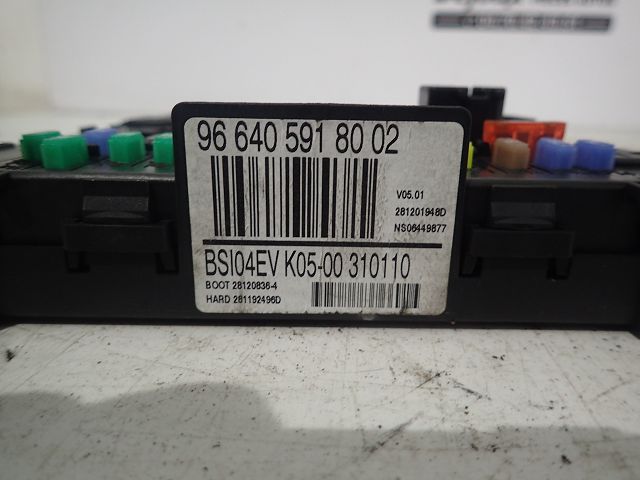 96 640 591 80 02
V05.01
281201948D
NS06449877
BSI04EV K05-00 310110
BOOT 28120836-4
HARD 281192496D